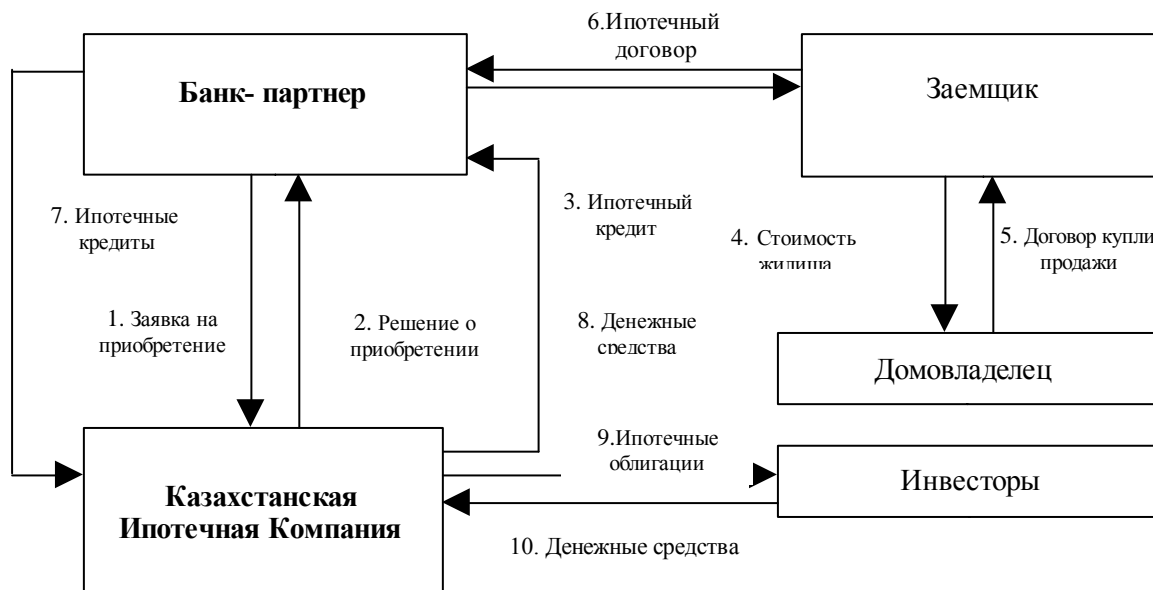 6.Ипотечный
договор
Банк- партнер
Заемщик
7. Ипотечные
кредиты
3. Ипотечный
кредит
4. Стоимость
жилища
5. Договор купли
продажи
1. Заявка на
приобретение
2. Решение о
приобретении
8. Денежные
средства
Домовладелец
9.Ипотечные
облигации
Инвесторы
Казахстанская
Ипотечная Компания
10. Денежные средства